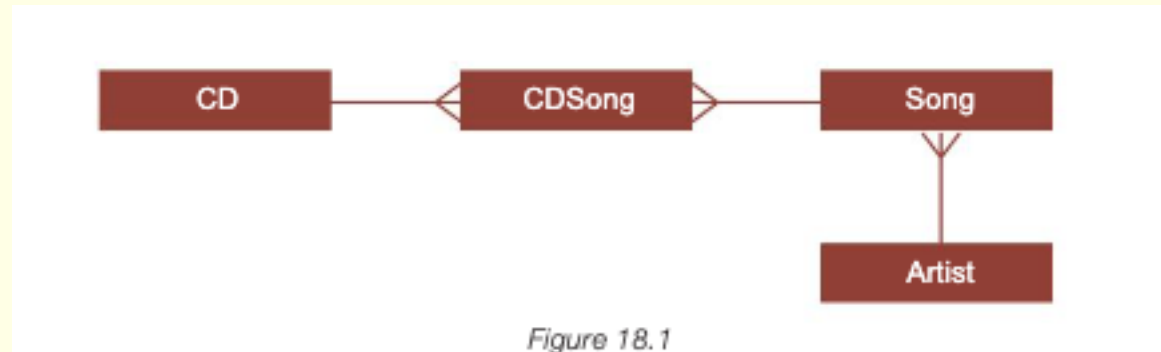 CD
CDSong
Song
Artist
Figure 18.1